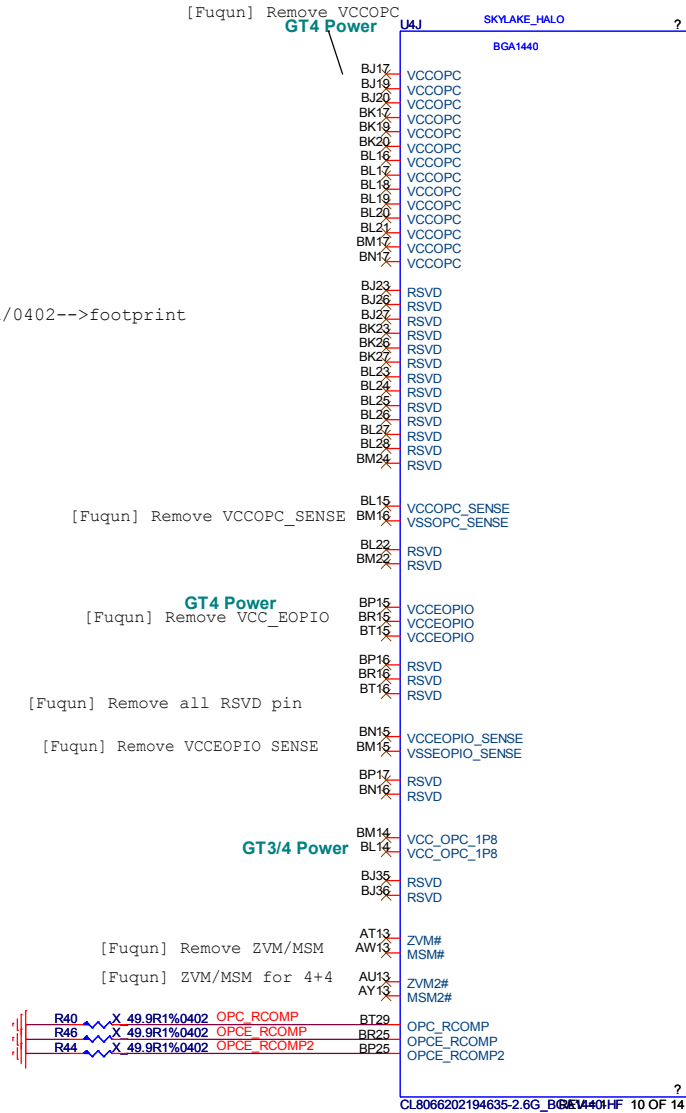 [Fuqun] Remove VCCOPC
GT4 Power
U4J SKYLAKE_HALO ?
BGA1440
BJ17 VCCOPC
BJ19 VCCOPC
BJ20 VCCOPC
BK17 VCCOPC
BK19 VCCOPC
BK20 VCCOPC
BL16 VCCOPC
BL17 VCCOPC
BL18 VCCOPC
BL19 VCCOPC
BL20 VCCOPC
BL21 VCCOPC
BM17 VCCOPC
BN17 VCCOPC
BJ23 RSVD
BJ26 RSVD
/0402-->footprint
BJ27 RSVD
BK23 RSVD
BK26 RSVD
BK27 RSVD
BL23 RSVD
BL24 RSVD
BL25 RSVD
BL26 RSVD
BL27 RSVD
BL28 RSVD
BM24 RSVD
BL15 VCCOPC_SENSE
[Fuqun] Remove VCCOPC_SENSE BM16 VSSOPC_SENSE
BL22 RSVD
BM22 RSVD
GT4 Power
BP15 VCCEOPIO
[Fuqun] Remove VCC_EOPIO BR15 VCCEOPIO
BT15 VCCEOPIO
BP16 RSVD
BR16 RSVD
BT16 RSVD
[Fuqun] Remove all RSVD pin
BN15 VCCEOPIO_SENSE
[Fuqun] Remove VCCEOPIO SENSE BM15 VSSEOPIO_SENSE
BP17 RSVD
BN16 RSVD
BM14 VCC_OPC_1P8
GT3/4 Power BL14 VCC_OPC_1P8
BJ35 RSVD
BJ36 RSVD
AT13 ZVM#
[Fuqun] Remove ZVM/MSM AW13 MSM#
[Fuqun] ZVM/MSM for 4+4 AU13 ZVM2#
AY13 MSM2#
R40 X_49.9R1%0402 OPC_RCOMP BT29 OPC_RCOMP
R46 X_49.9R1%0402 OPCE_RCOMP BR25 OPCE_RCOMP
R44 X_49.9R1%0402 OPCE_RCOMP2 BP25 OPCE_RCOMP2
?
CL8066202194635-2.6G_BGA1440-HF 10 OF 14